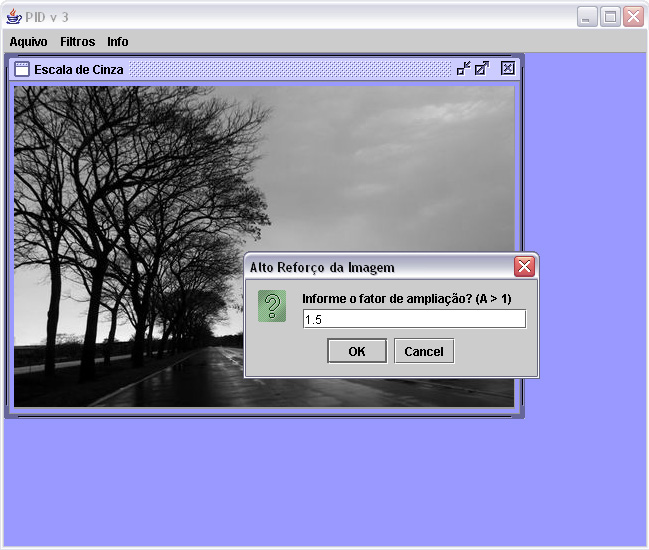 PID v 3
Aquivo Filtros Info
Escala de Cinza
Alto Reforço da Imagem
Informe o fator de ampliação? (A > 1)
1.5
OK Cancel